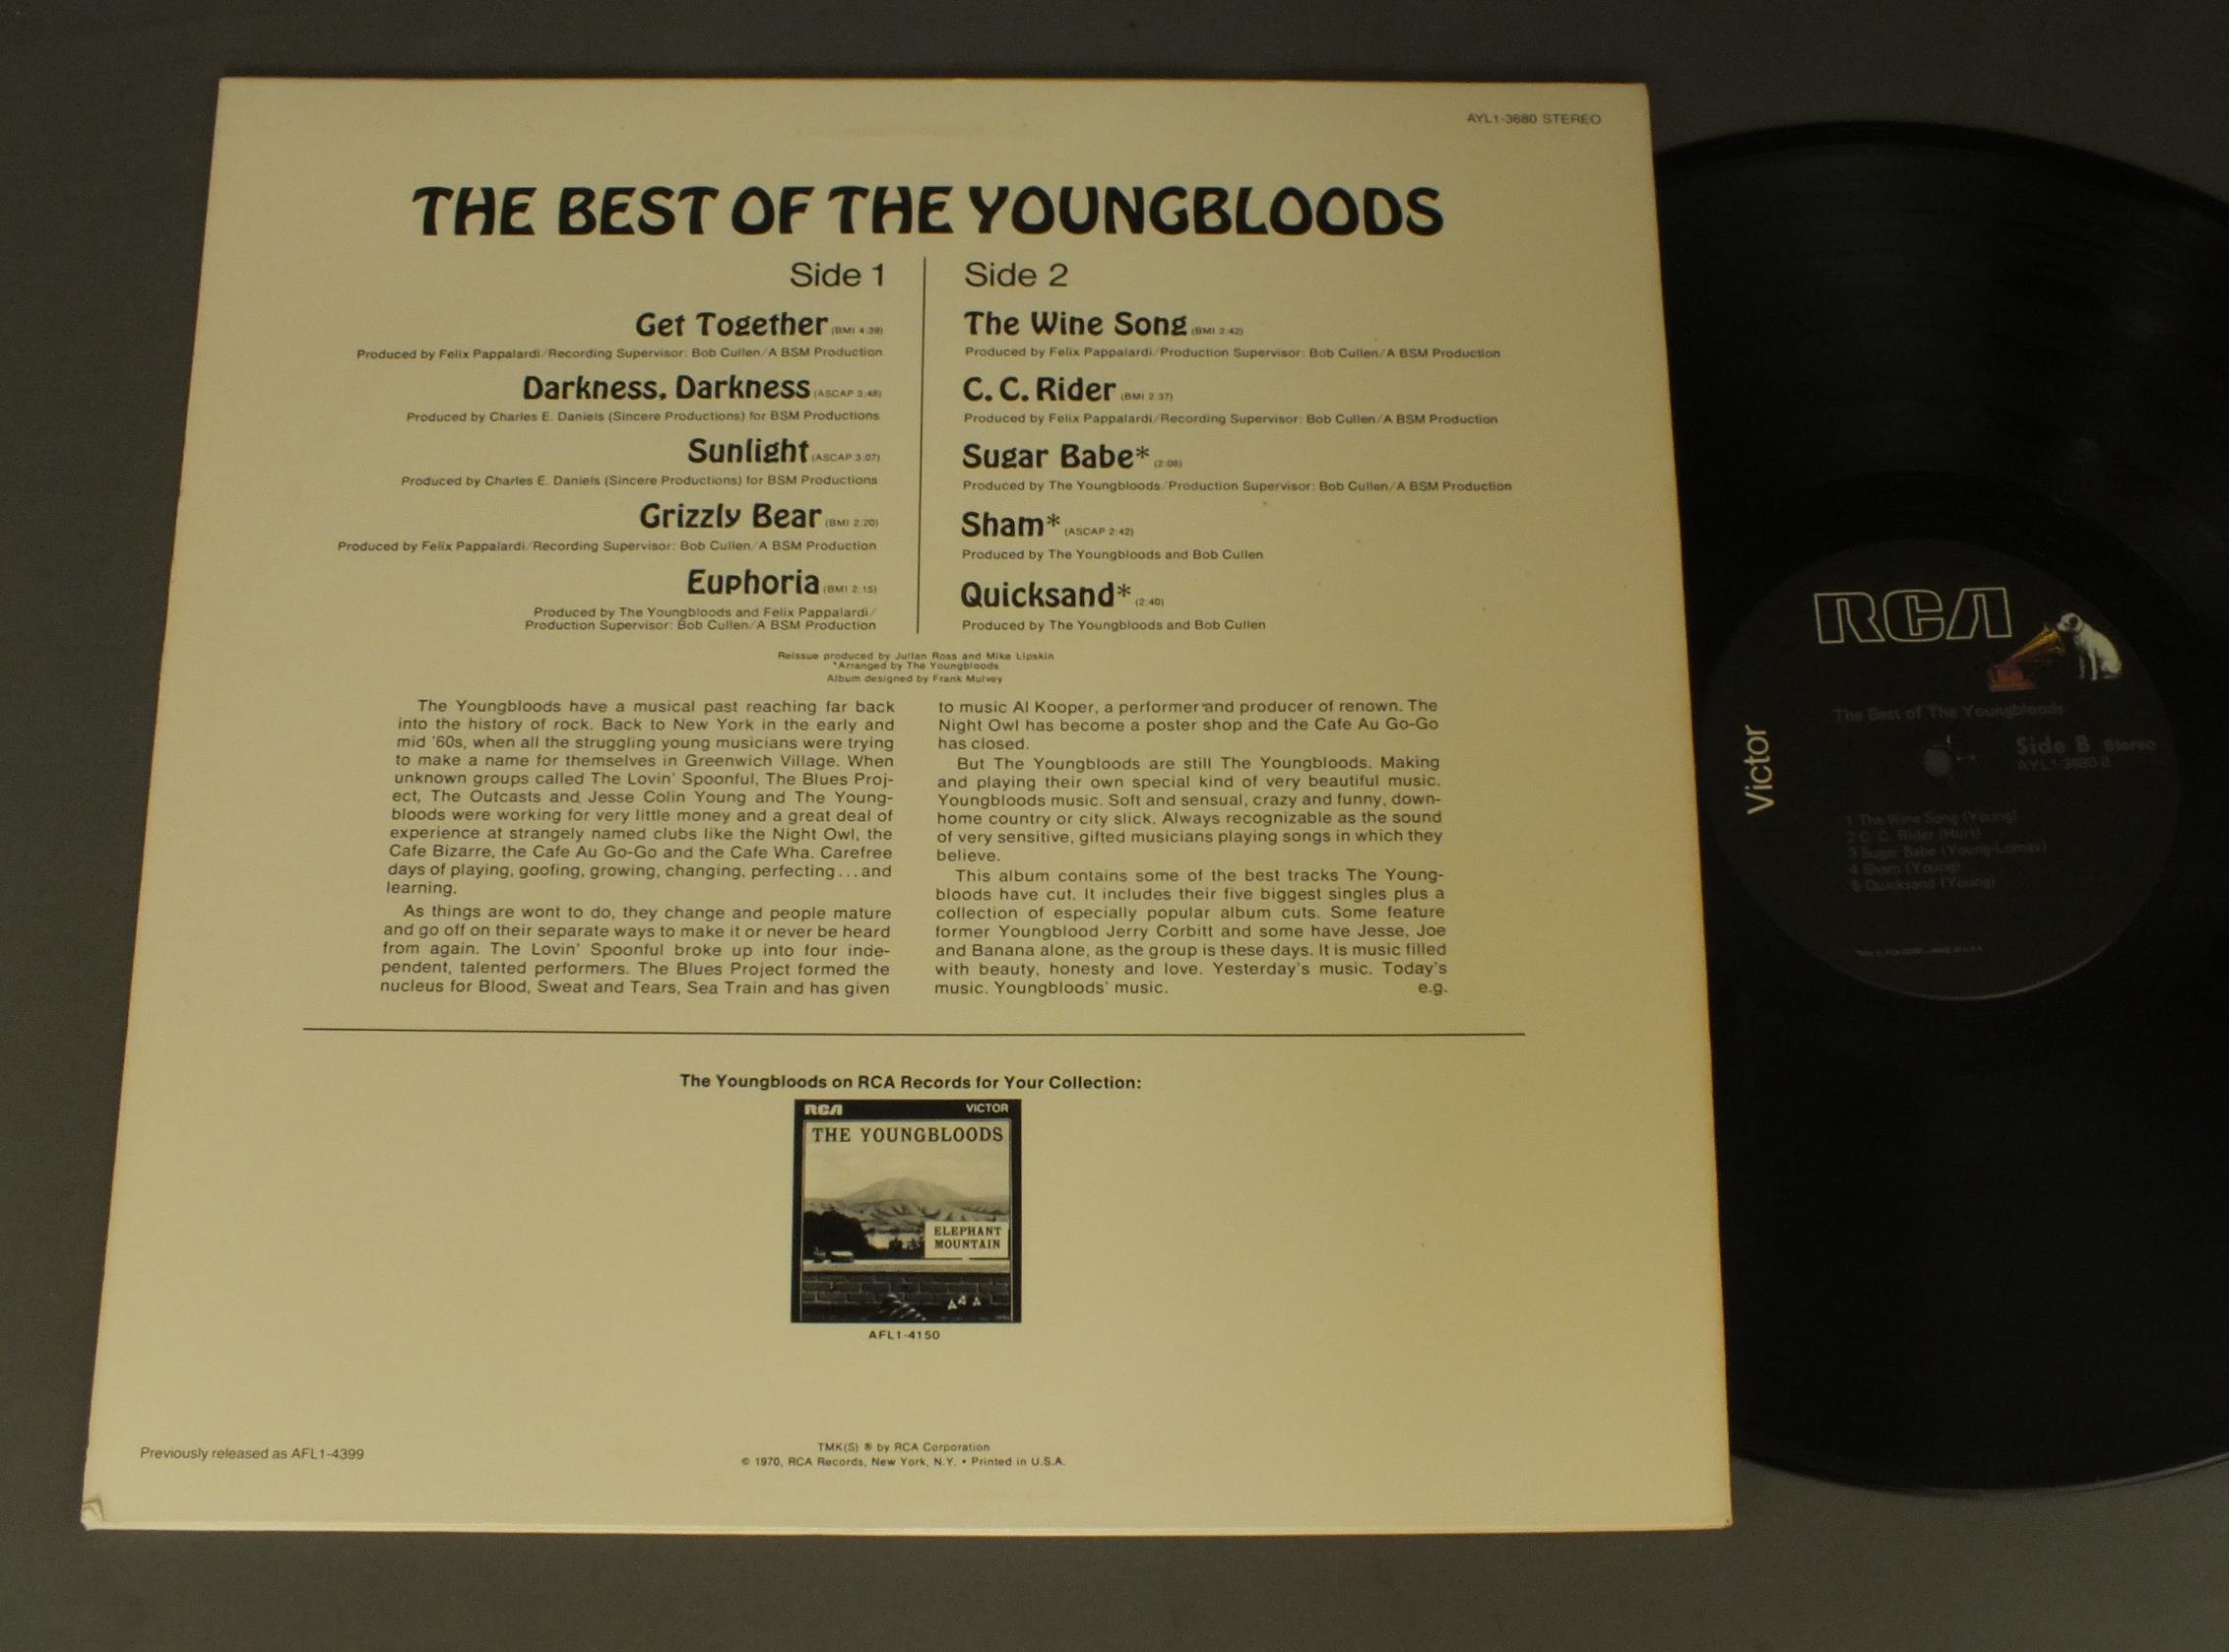 AYL1-3680 STEREO
THE BEST OF THE YOUNGBLOODS
Side 1
Get Together (BMI 4:39)
Produced by Felix Pappalardi/Recording Supervisor: Bob Cullen/A BSM Production
Darkness, Darkness (ASCAP 3:48)
Produced by Charles E. Daniels (Sincere Productions) for BSM Productions
Sunlight (ASCAP 3:07)
Produced by Charles E. Daniels (Sincere Productions) for BSM Productions
Grizzly Bear (BMI 2:20)
Produced by Felix Pappalardi/Recording Supervisor: Bob Cullen/A BSM Production
Euphoria (BMI 2:15)
Produced by The Youngbloods and Felix Pappalardi/
Production Supervisor: Bob Cullen/A BSM Production
Side 2
The Wine Song (BMI 2:42)
Produced by Felix Pappalardi/Production Supervisor: Bob Cullen/A BSM Production
C. C. Rider (BMI 2:37)
Produced by Felix Pappalardi/Recording Supervisor: Bob Cullen/A BSM Production
Sugar Babe* (2:08)
Produced by The Youngbloods/Production Supervisor: Bob Cullen/A BSM Production
Sham* (ASCAP 2:42)
Produced by The Youngbloods and Bob Cullen
Quicksand* (2:40)
Produced by The Youngbloods and Bob Cullen
Reissue produced by Julian Ross and Mike Lipskin
*Arranged by The Youngbloods
Album designed by Frank Mulvey
The Youngbloods have a musical past reaching far back
into the history of rock. Back to New York in the early and
mid '60s, when all the struggling young musicians were trying
to make a name for themselves in Greenwich Village. When
unknown groups called The Lovin' Spoonful, The Blues Proj-
ect, The Outcasts and Jesse Colin Young and The Young-
bloods were working for very little money and a great deal of
experience at strangely named clubs like the Night Owl, the
Cafe Bizarre, the Cafe Au Go-Go and the Cafe Wha. Carefree
days of playing, goofing, growing, changing, perfecting...and
learning.
As things are wont to do, they change and people mature
and go off on their separate ways to make it or never be heard
from again. The Lovin' Spoonful broke up into four inde-
pendent, talented performers. The Blues Project formed the
nucleus for Blood, Sweat and Tears, Sea Train and has given
to music Al Kooper, a performer and producer of renown. The
Night Owl has become a poster shop and the Cafe Au Go-Go
has closed.
But The Youngbloods are still The Youngbloods. Making
and playing their own special kind of very beautiful music.
Youngbloods music. Soft and sensual, crazy and funny, down-
home country or city slick. Always recognizable as the sound
of very sensitive, gifted musicians playing songs in which they
believe.
This album contains some of the best tracks The Young-
bloods have cut. It includes their five biggest singles plus a
collection of especially popular album cuts. Some feature
former Youngblood Jerry Corbitt and some have Jesse, Joe
and Banana alone, as the group is these days. It is music filled
with beauty, honesty and love. Yesterday's music. Today's
music. Youngbloods' music. e.g.
The Youngbloods on RCA Records for Your Collection:
RCA VICTOR
THE YOUNGBLOODS
ELEPHANT
MOUNTAIN
AFL1-4150
Previously released as AFL1-4399
TMK(S) ® by RCA Corporation
© 1970, RCA Records, New York, N.Y. • Printed in U.S.A.
RCA
Victor
The Best of The Youngbloods
Side B Stereo
AYL1-3680-B
1 The Wine Song (Young)
2 C. C. Rider (Hurt)
3 Sugar Babe (Young-Lomax)
4 Sham (Young)
5 Quicksand (Young)